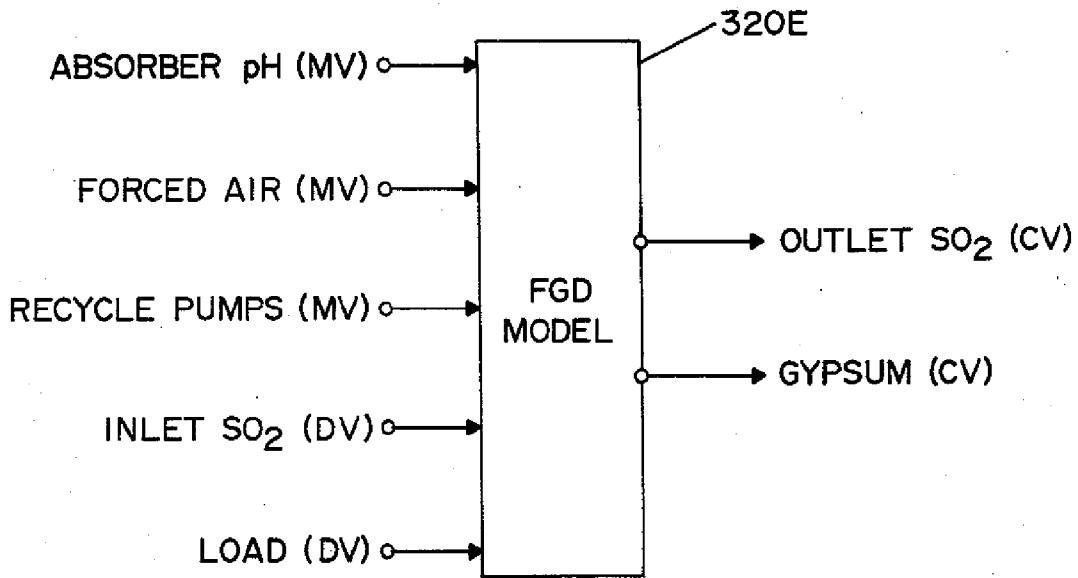 320E
ABSORBER pH (MV)
FORCED AIR (MV)
RECYCLE PUMPS (MV)
INLET SO2 (DV)
LOAD (DV)
FGD
MODEL
OUTLET SO2 (CV)
GYPSUM (CV)